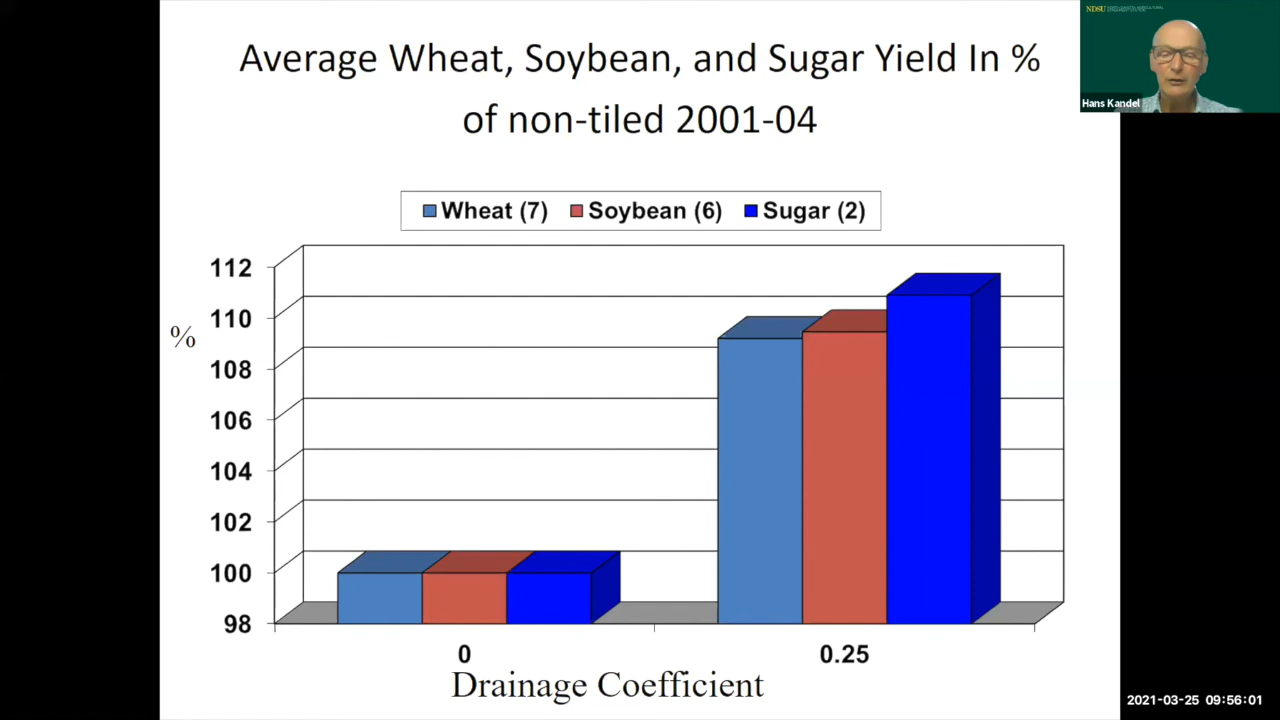 Average Wheat, Soybean, and Sugar Yield In %
of non-tiled 2001-04
NDSU
Hans Kandel
Wheat (7) Soybean (6) Sugar (2)
112
110
%
108
106
104
102
100
98
0 0.25
Drainage Coefficient
2021-03-25 09:56:01